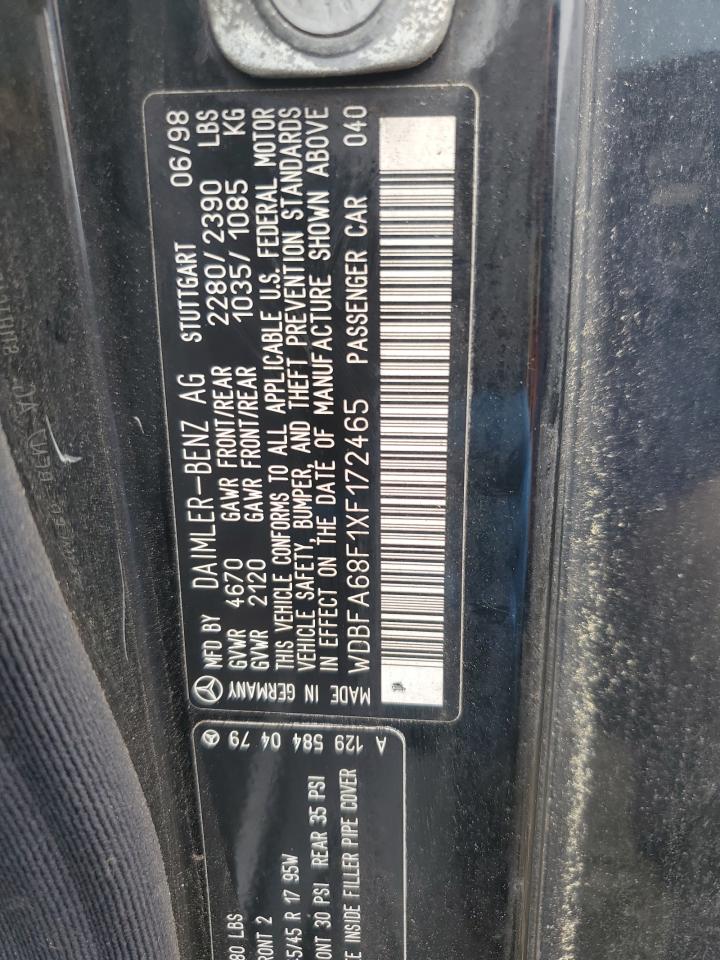 MFD BY DAIMLER-BENZ AG STUTTGART 06/98
GVWR 4670 GAWR FRONT/REAR 2280/2390 LBS
GVWR 2120 GAWR FRONT/REAR 1035/1085 KG
THIS VEHICLE CONFORMS TO ALL APPLICABLE U.S. FEDERAL MOTOR
VEHICLE SAFETY, BUMPER, AND THEFT PREVENTION STANDARDS
IN EFFECT ON THE DATE OF MANUFACTURE SHOWN ABOVE
MADE IN GERMANY
WDBFA68F1XF172465 PASSENGER CAR 040
A 129 584 04 79
80 LBS
RONT 2
5/45 R 17 95W
ONT 30 PSI REAR 35 PSI
E INSIDE FILLER PIPE COVER